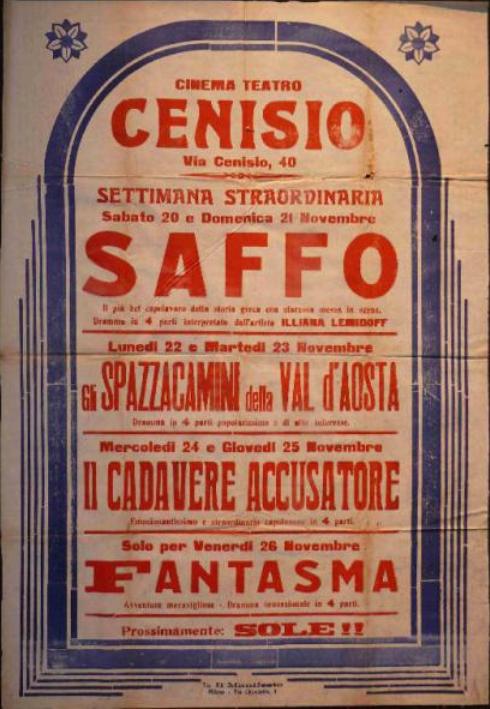 CINEMA TEATRO
CENISIO
Via Cenisio, 40
SETTIMANA STRAORDINARIA
Sabato 20 e Domenica 21 Novembre
SAFFO
Il più bel capolavoro della storia greca con sfarzosa messa in scena.
Dramma in 4 parti interpretato dall'artista ILLIANA LEMIDOFF
Lunedì 22 e Martedì 23 Novembre
Gli SPAZZACAMINI della VAL d'AOSTA
Dramma in 4 parti popolarissimo e di alto interesse.
Mercoledì 24 e Giovedì 25 Novembre
Il CADAVERE ACCUSATORE
Emozionantissimo e straordinario capolavoro in 4 parti.
Solo per Venerdì 26 Novembre
FANTASMA
Avventure meravigliose - Dramma sensazionale in 4 parti.
Prossimamente: SOLE!!
Milano - Via